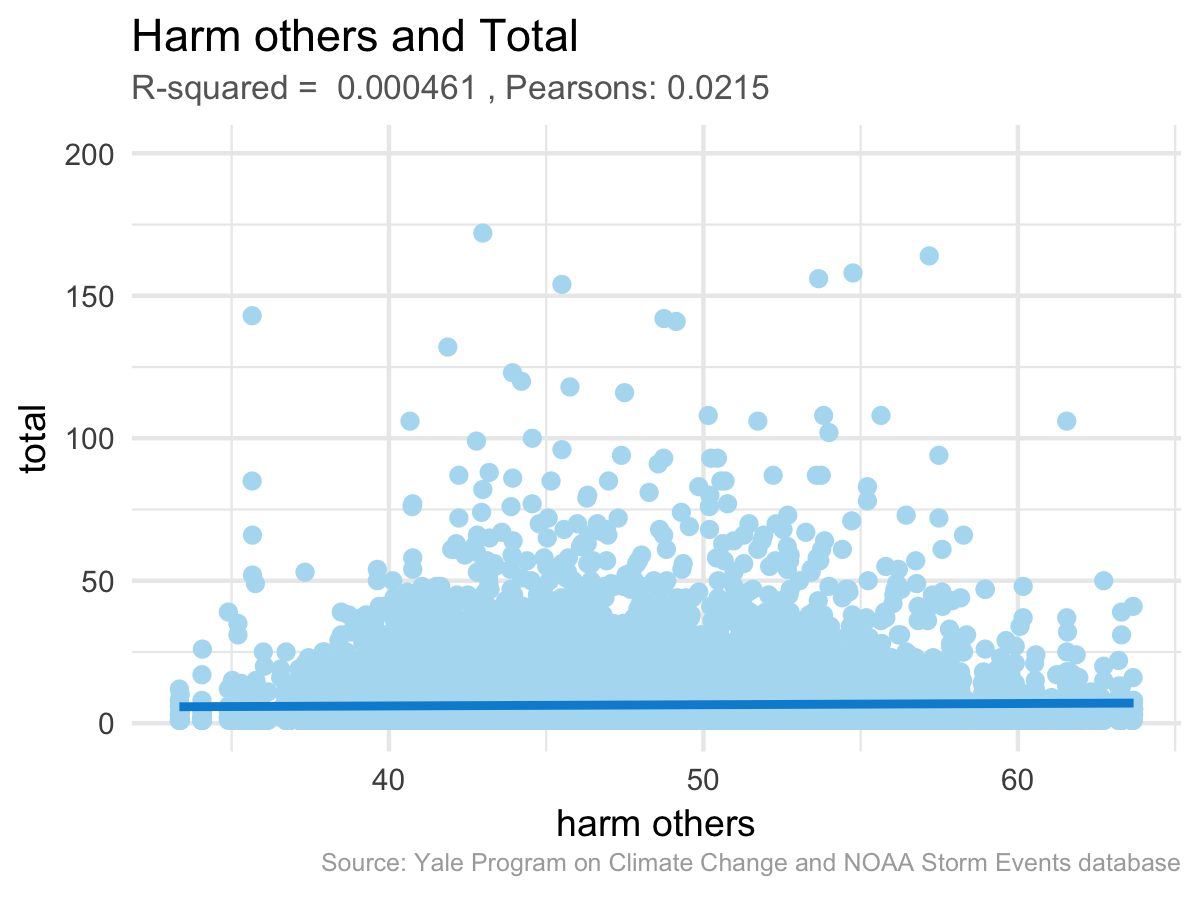 Harm others and Total
R-squared =  0.000461 , Pearsons: 0.0215
200
150
100
50
0
total
40 50 60
harm others
Source: Yale Program on Climate Change and NOAA Storm Events database